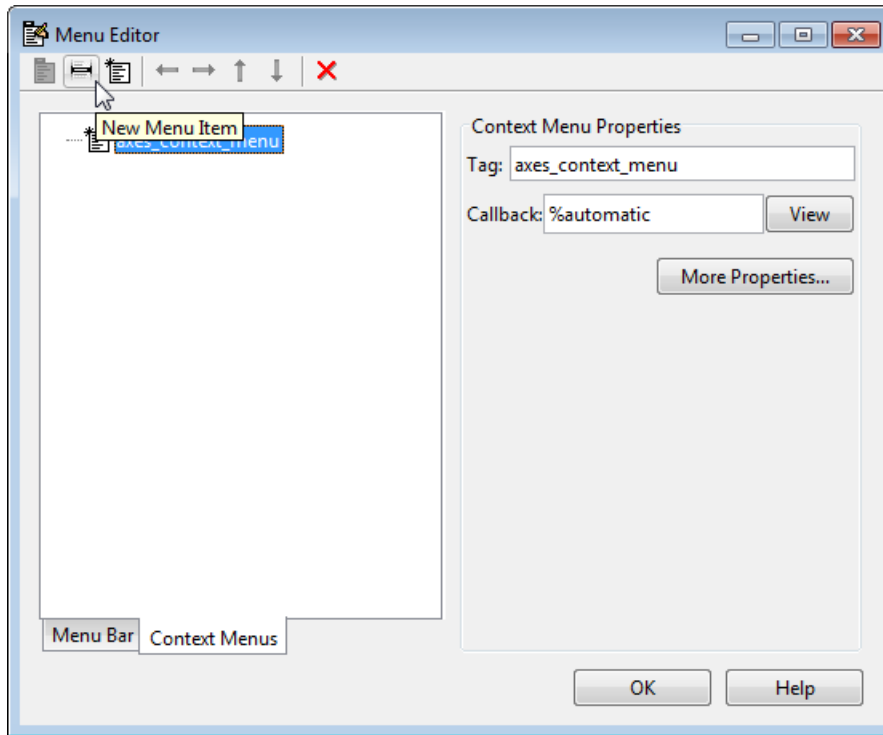 Menu Editor
New Menu Item
axes_context_menu
Context Menu Properties
Tag: axes_context_menu
Callback: %automatic View
More Properties...
Menu Bar Context Menus
OK Help